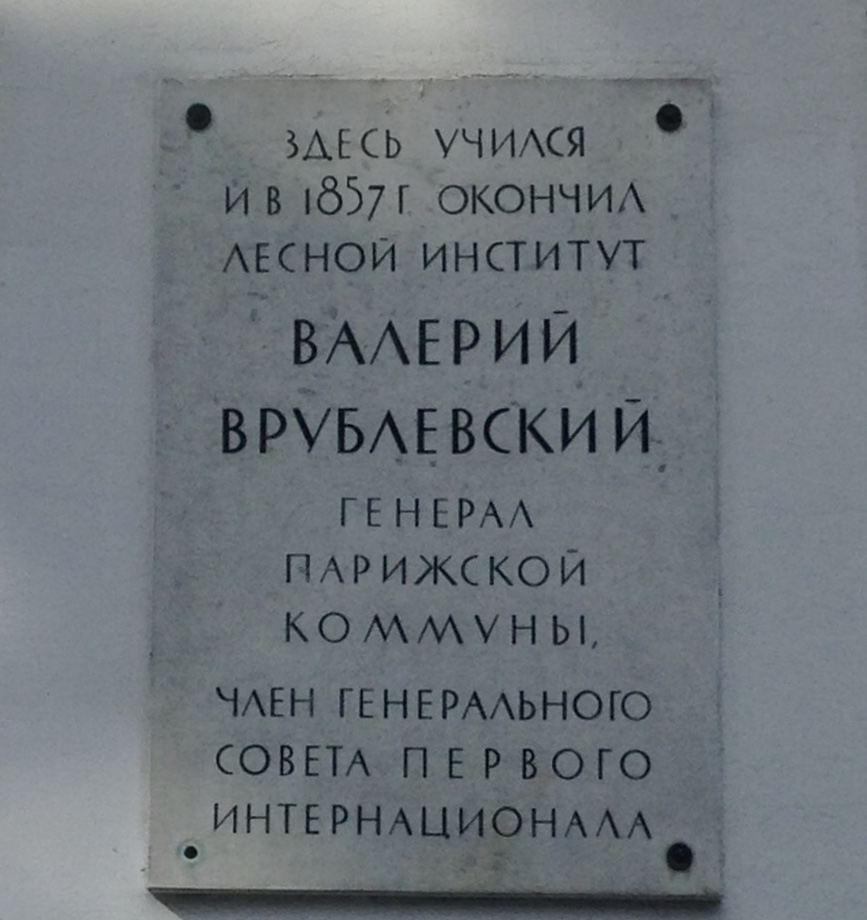 ЗДЕСЬ УЧИЛСЯ
И В 1857 Г. ОКОНЧИЛ
ЛЕСНОЙ ИНСТИТУТ
ВАЛЕРИЙ
ВРУБЛЕВСКИЙ
ГЕНЕРАЛ
ПАРИЖСКОЙ
КОММУНЫ,
ЧЛЕН ГЕНЕРАЛЬНОГО
СОВЕТА ПЕРВОГО
ИНТЕРНАЦИОНАЛА